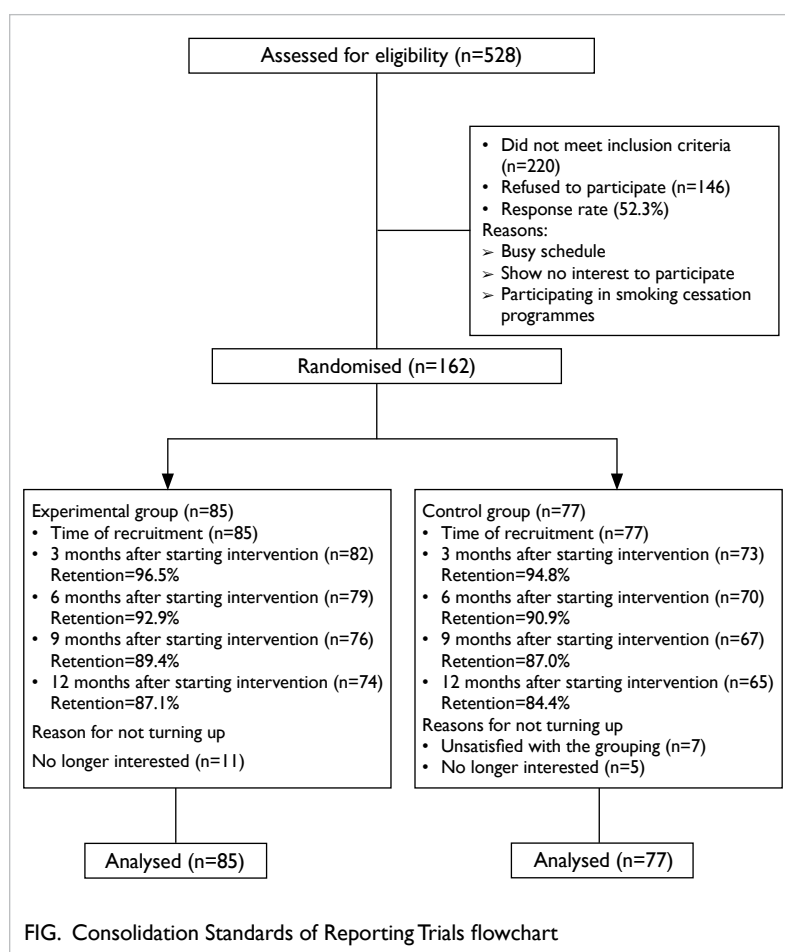 Assessed for eligibility (n=528)
• Did not meet inclusion criteria
(n=220)
• Refused to participate (n=146)
• Response rate (52.3%)
Reasons:
➢ Busy schedule
➢ Show no interest to participate
➢ Participating in smoking cessation
programmes
Randomised (n=162)
Experimental group (n=85)
• Time of recruitment (n=85)
• 3 months after starting intervention (n=82)
Retention=96.5%
• 6 months after starting intervention (n=79)
Retention=92.9%
• 9 months after starting intervention (n=76)
Retention=89.4%
• 12 months after starting intervention (n=74)
Retention=87.1%
Reason for not turning up
No longer interested (n=11)
Control group (n=77)
• Time of recruitment (n=77)
• 3 months after starting intervention (n=73)
Retention=94.8%
• 6 months after starting intervention (n=70)
Retention=90.9%
• 9 months after starting intervention (n=67)
Retention=87.0%
• 12 months after starting intervention (n=65)
Retention=84.4%
Reasons for not turning up
• Unsatisfied with the grouping (n=7)
• No longer interested (n=5)
Analysed (n=85)
Analysed (n=77)
FIG. Consolidation Standards of Reporting Trials flowchart